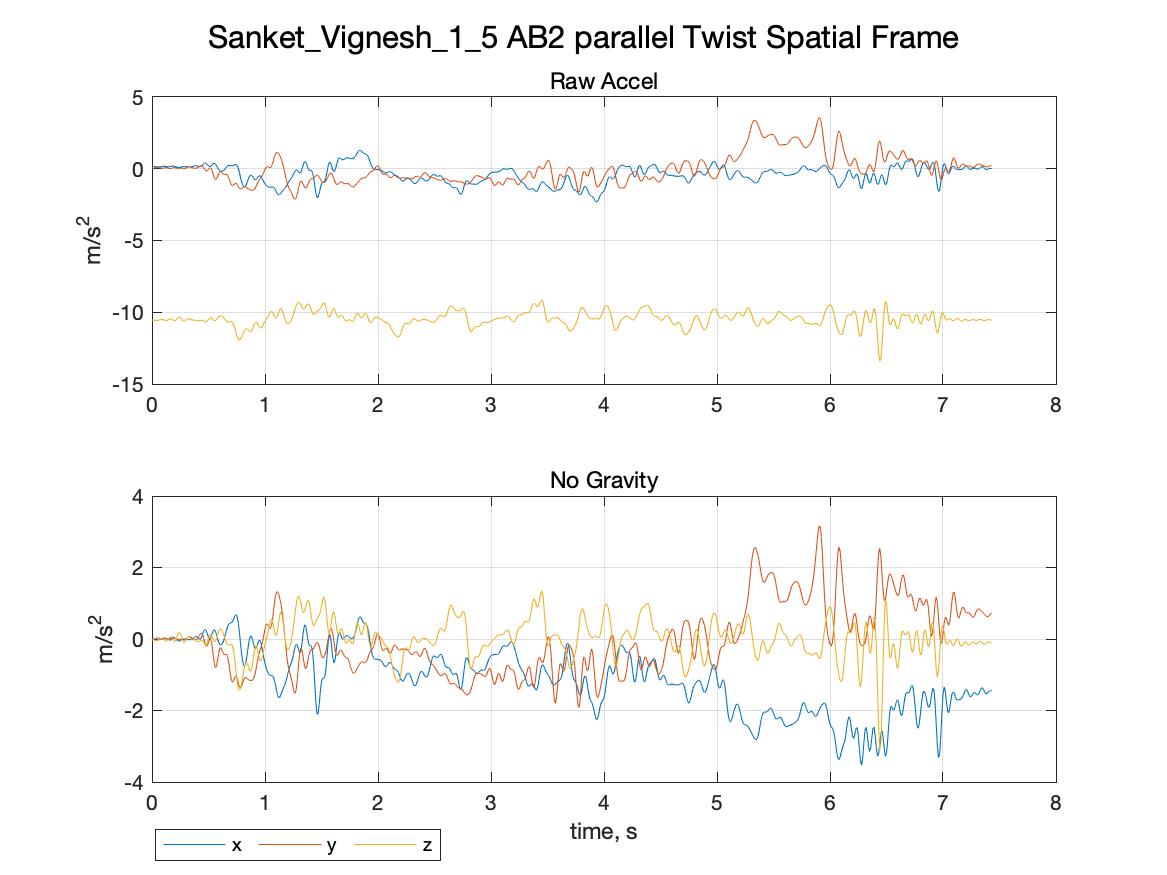 Sanket_Vignesh_1_5 AB2 parallel Twist Spatial Frame
Raw Accel
5
0
-5
-10
-15
m/s²
0 1 2 3 4 5 6 7 8
No Gravity
4
2
0
-2
-4
m/s²
0 1 2 3 4 5 6 7 8
time, s
x y z